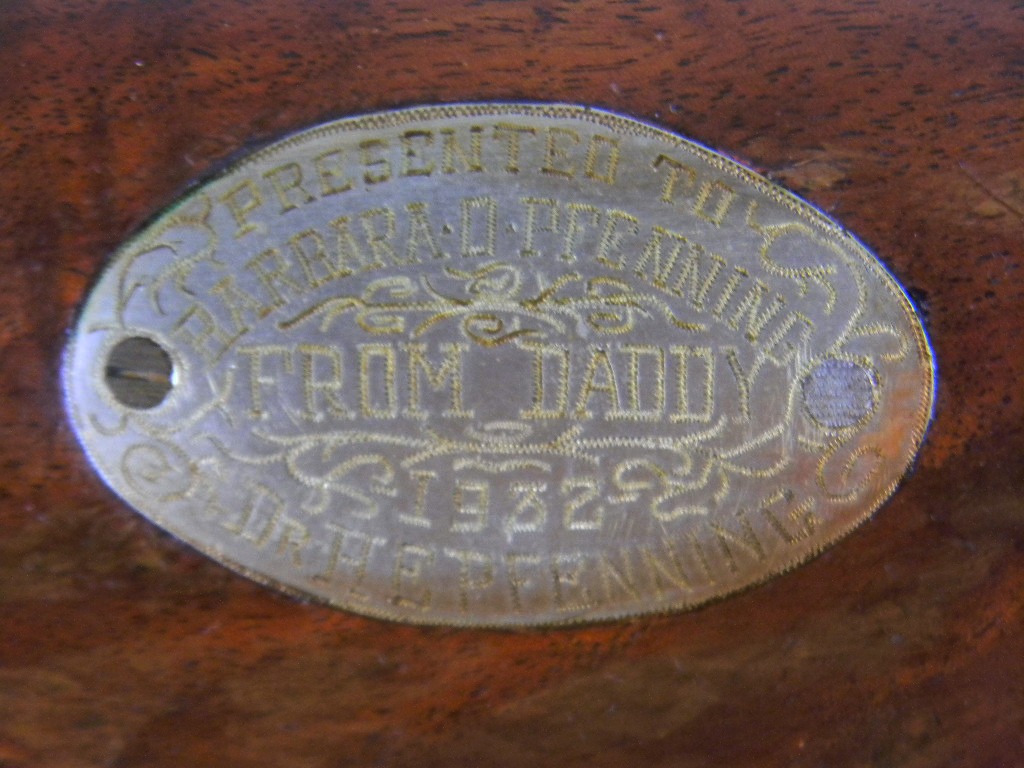 PRESENTED TO
BARBARA·O·PFENNING
FROM DADDY
1932
DR H E PFENNING